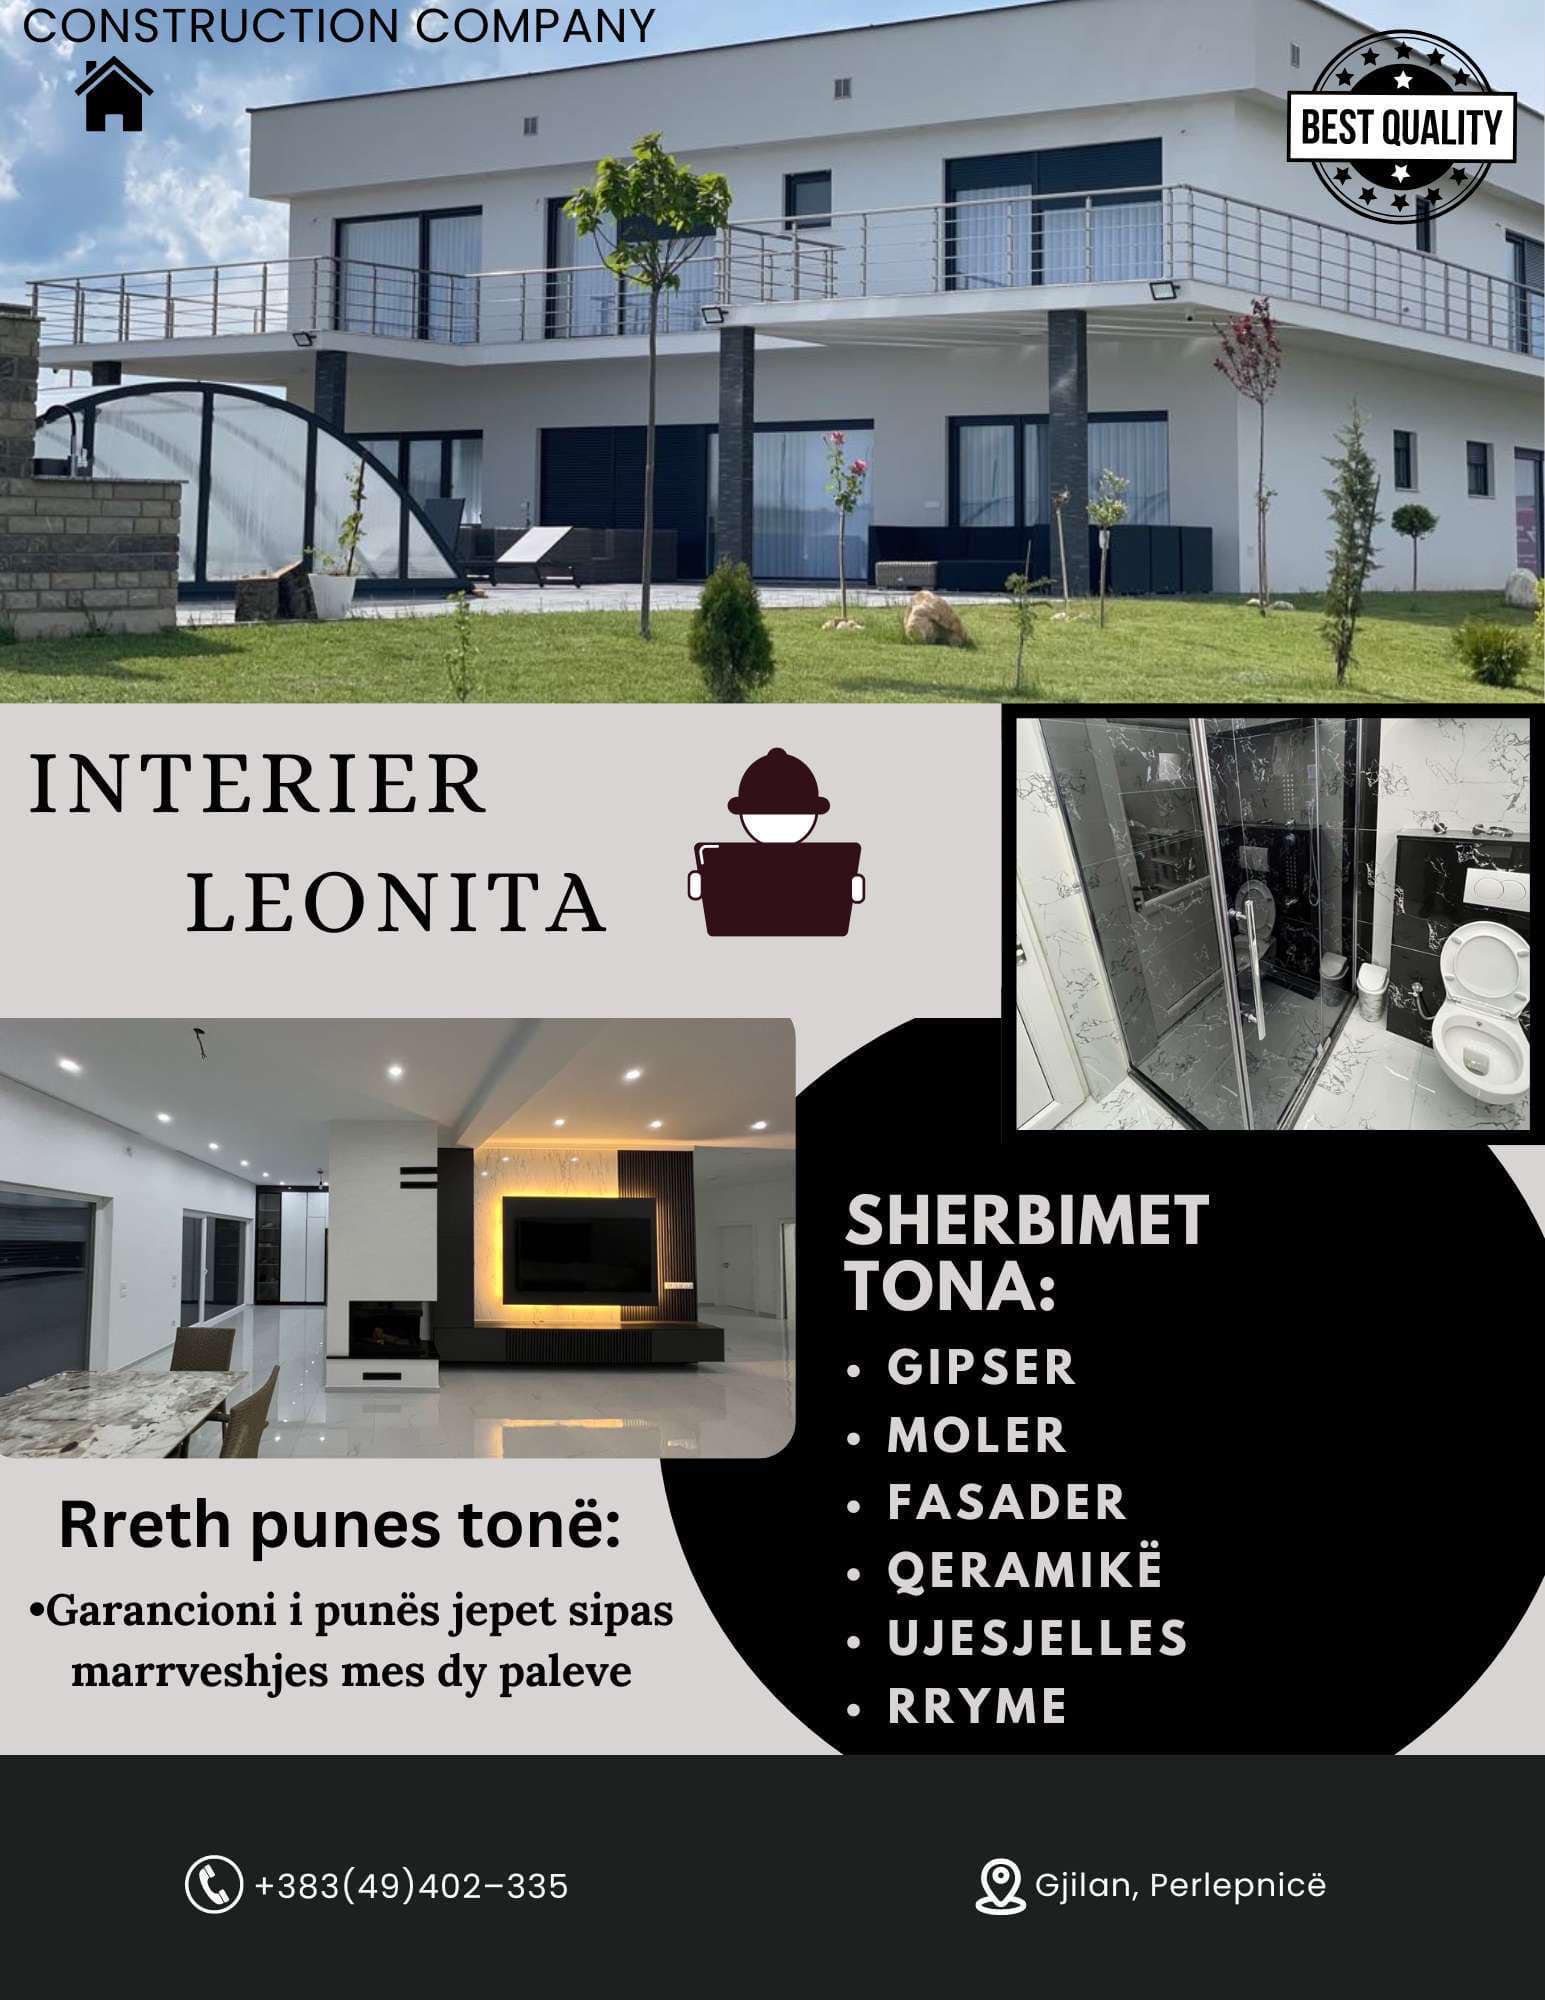 CONSTRUCTION COMPANY
BEST QUALITY
INTERIER
LEONITA
SHERBIMET
TONA:
• GIPSER
• MOLER
• FASADER
• QERAMIKË
• UJESJELLES
• RRYME
Rreth punes tonë:
•Garancioni i punës jepet sipas
marrveshjes mes dy paleve
+383(49)402–335
Gjilan, Perlepnicë